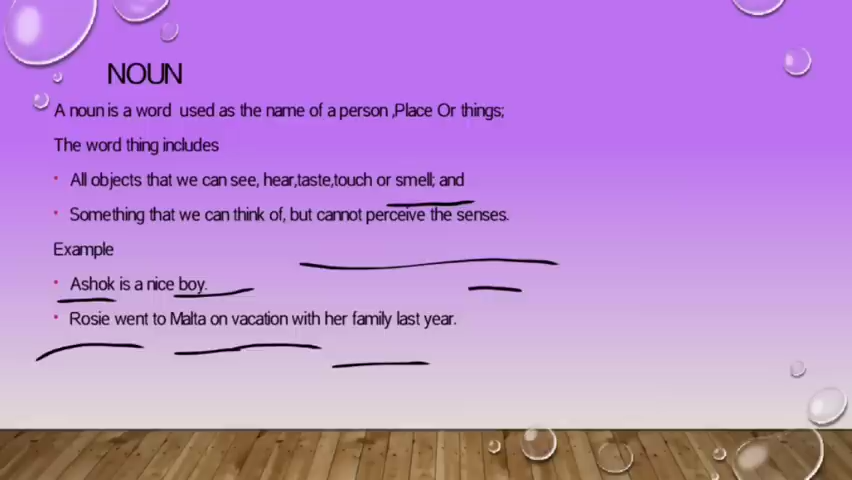 NOUN
A noun is a word used as the name of a person ,Place Or things;
The word thing includes
• All objects that we can see, hear,taste,touch or smell; and
• Something that we can think of, but cannot perceive the senses.
Example
• Ashok is a nice boy.
• Rosie went to Malta on vacation with her family last year.